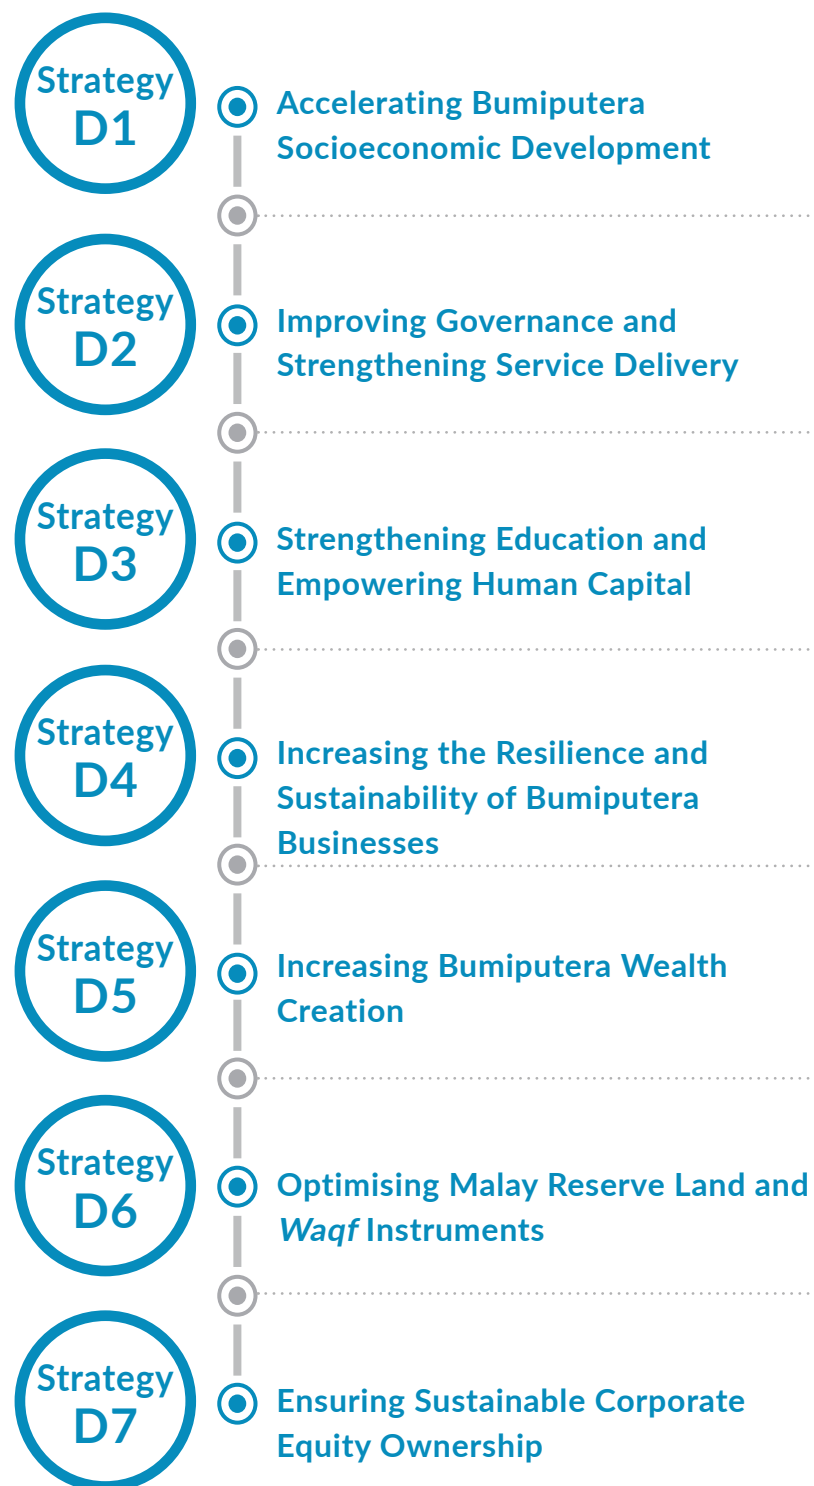 Strategy
D1
Accelerating Bumiputera
Socioeconomic Development
Strategy
D2
Improving Governance and
Strengthening Service Delivery
Strategy
D3
Strengthening Education and
Empowering Human Capital
Strategy
D4
Increasing the Resilience and
Sustainability of Bumiputera
Businesses
Strategy
D5
Increasing Bumiputera Wealth
Creation
Strategy
D6
Optimising Malay Reserve Land and
Waqf Instruments
Strategy
D7
Ensuring Sustainable Corporate
Equity Ownership